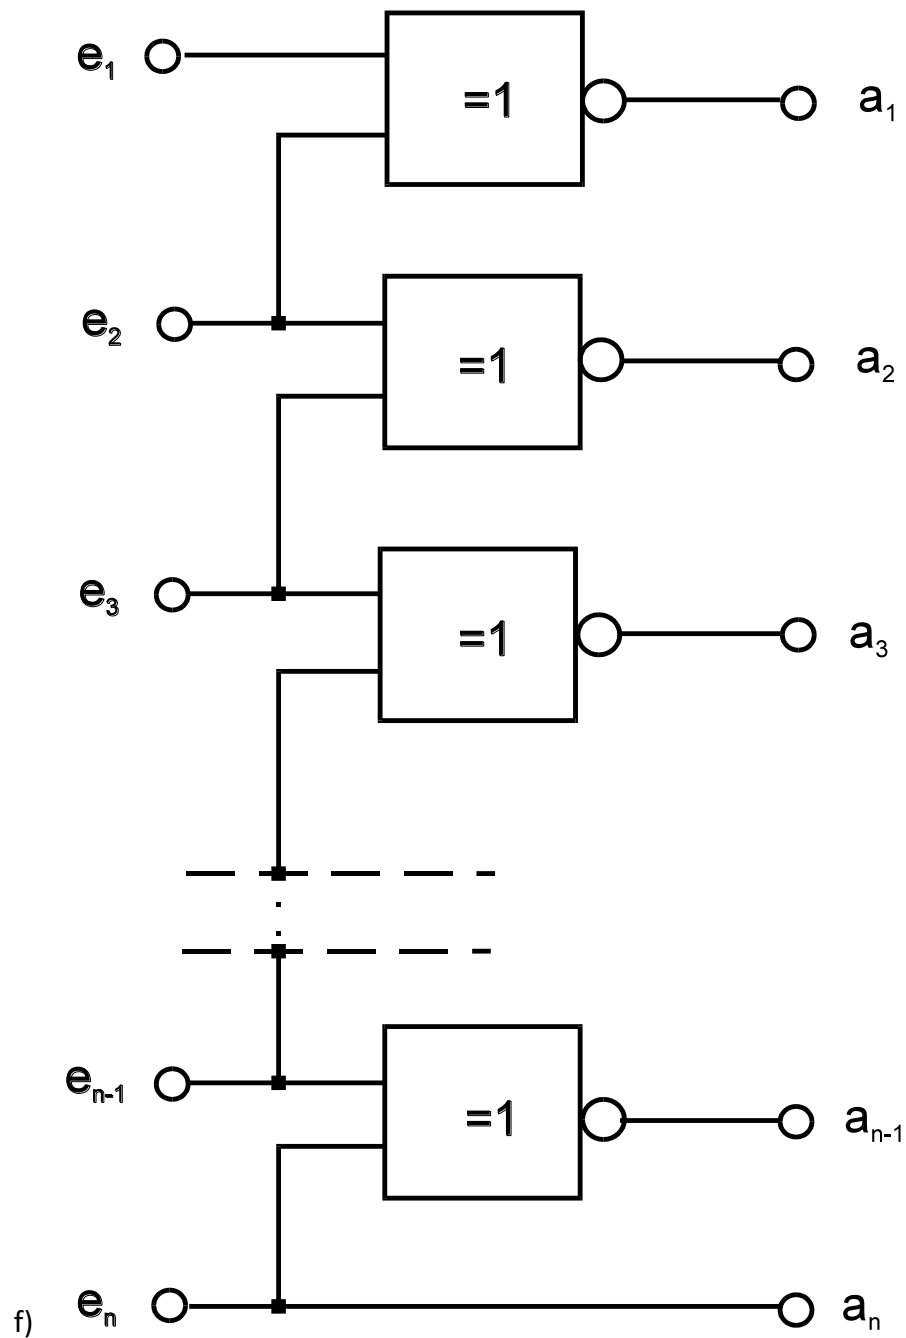 e₁ =1 a₁
e₂ =1 a₂
e₃ =1 a₃
eₙ₋₁ =1 aₙ₋₁
f) eₙ aₙ